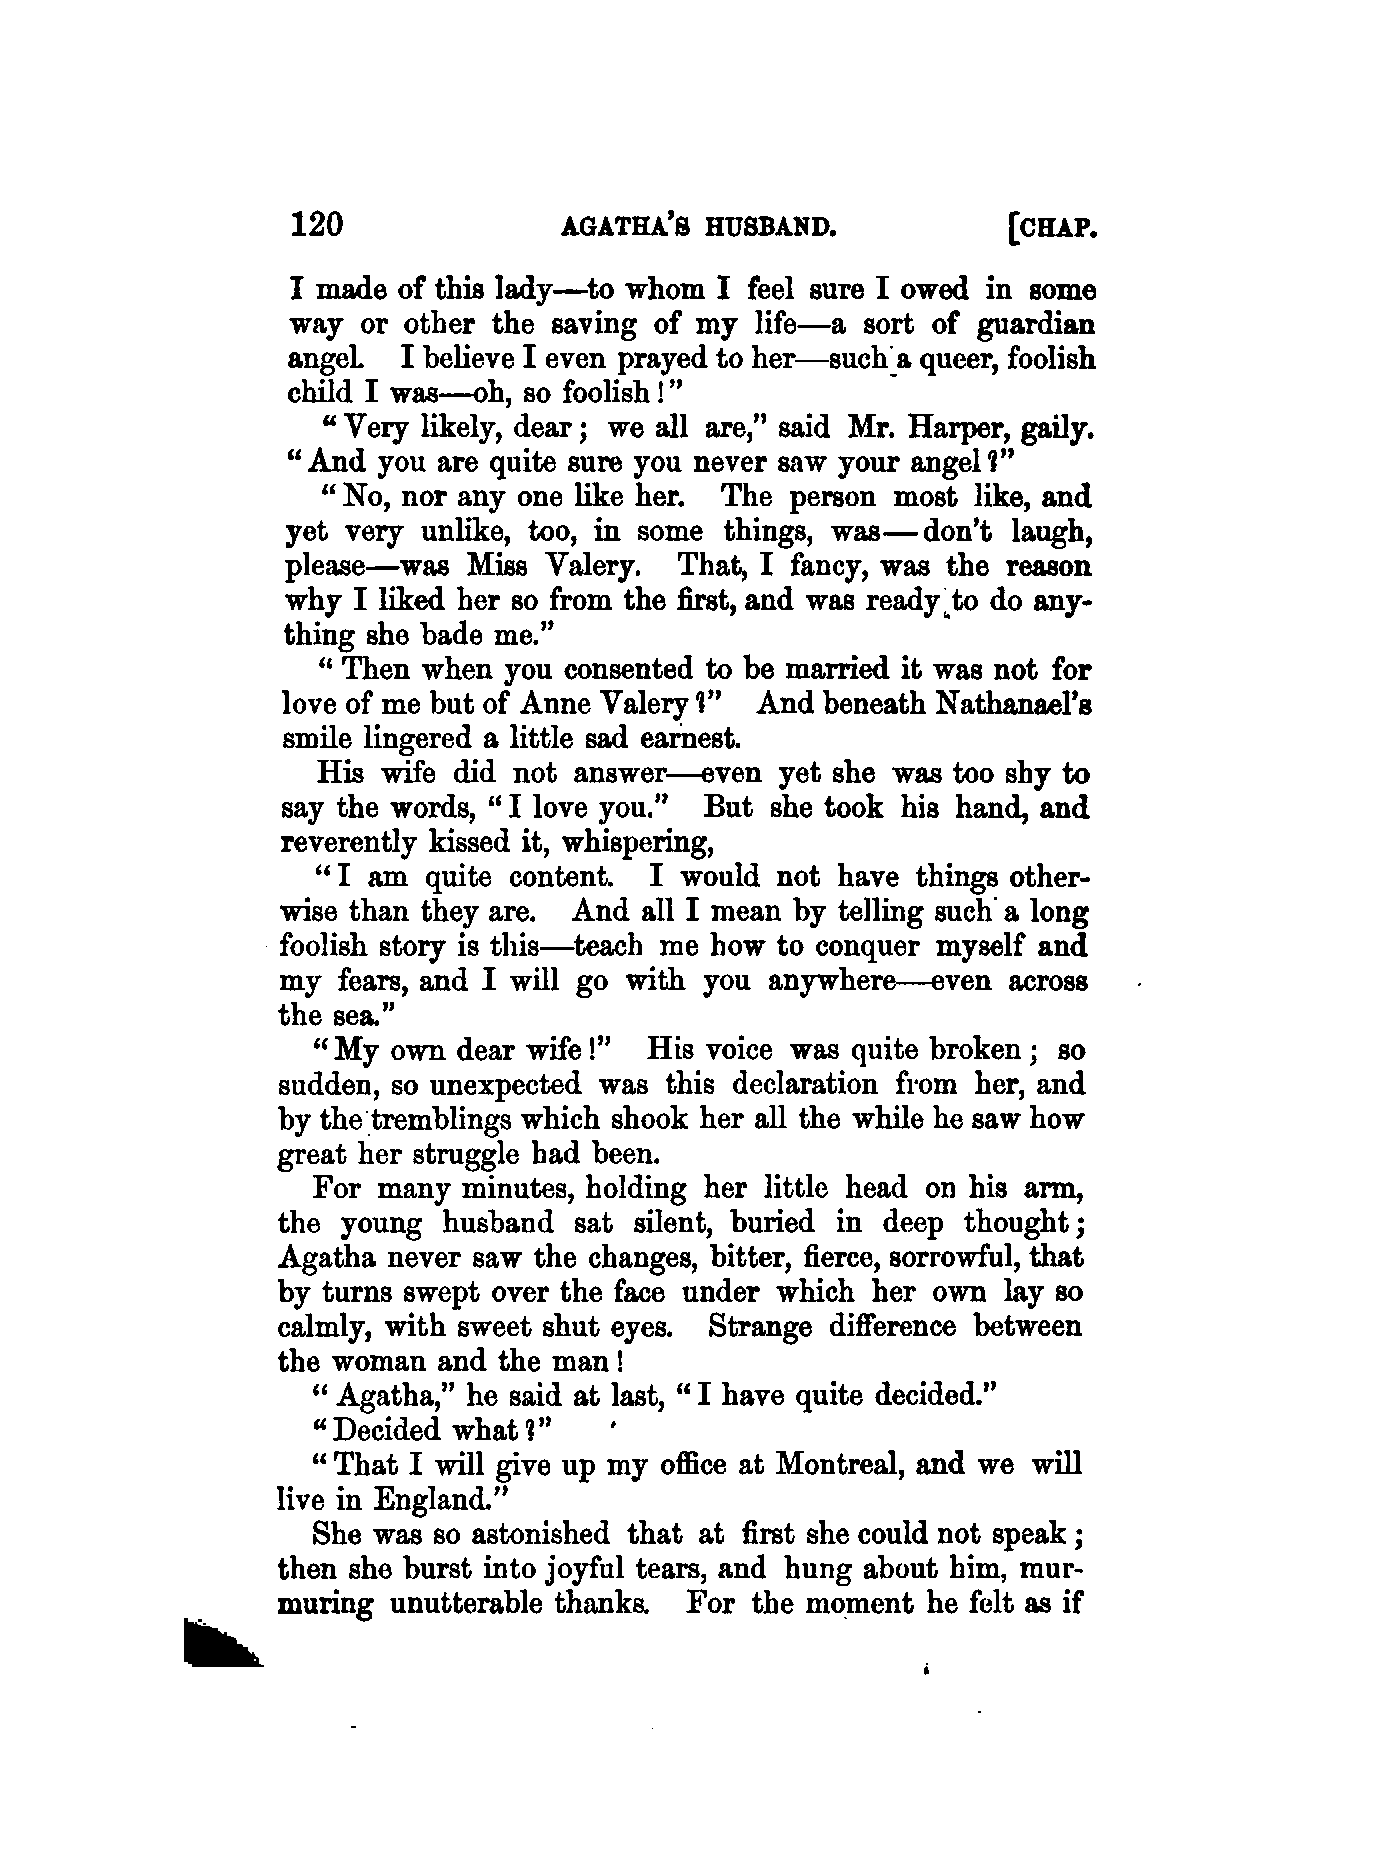 120 AGATHA'S HUSBAND. [CHAP.
I made of this lady—to whom I feel sure I owed in some
way or other the saving of my life—a sort of guardian
angel. I believe I even prayed to her—such a queer, foolish
child I was—oh, so foolish!"
"Very likely, dear; we all are," said Mr. Harper, gaily.
"And you are quite sure you never saw your angel?"
"No, nor any one like her. The person most like, and
yet very unlike, too, in some things, was—don't laugh,
please—was Miss Valery. That, I fancy, was the reason
why I liked her so from the first, and was ready to do any-
thing she bade me."
"Then when you consented to be married it was not for
love of me but of Anne Valery?" And beneath Nathanael's
smile lingered a little sad earnest.
His wife did not answer—even yet she was too shy to
say the words, "I love you." But she took his hand, and
reverently kissed it, whispering,
"I am quite content. I would not have things other-
wise than they are. And all I mean by telling such a long
foolish story is this—teach me how to conquer myself and
my fears, and I will go with you anywhere—even across
the sea."
"My own dear wife!" His voice was quite broken; so
sudden, so unexpected was this declaration from her, and
by the tremblings which shook her all the while he saw how
great her struggle had been.
For many minutes, holding her little head on his arm,
the young husband sat silent, buried in deep thought;
Agatha never saw the changes, bitter, fierce, sorrowful, that
by turns swept over the face under which her own lay so
calmly, with sweet shut eyes. Strange difference between
the woman and the man!
"Agatha," he said at last, "I have quite decided."
"Decided what?"
"That I will give up my office at Montreal, and we will
live in England."
She was so astonished that at first she could not speak;
then she burst into joyful tears, and hung about him, mur-
muring unutterable thanks. For the moment he felt as if